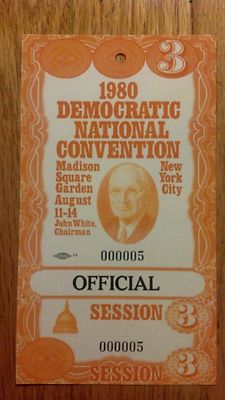 3
1980
DEMOCRATIC
NATIONAL
CONVENTION
Madison
Square
Garden
August
11-14
John White,
Chairman
New
York
City
000005
OFFICIAL
SESSION 3
000005
SESSION 3